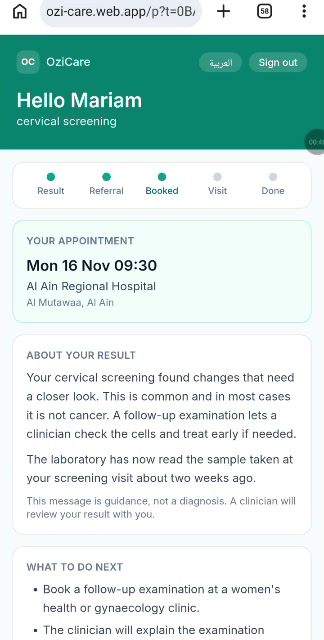 ozi-care.web.app/p?t=0B
58
OC
OziCare
العربية
Sign out
Hello Mariam
cervical screening
Result
Referral
Booked
Visit
Done
YOUR APPOINTMENT
Mon 16 Nov 09:30
Al Ain Regional Hospital
Al Mutawaa, Al Ain
ABOUT YOUR RESULT
Your cervical screening found changes that need
a closer look. This is common and in most cases
it is not cancer. A follow-up examination lets a
clinician check the cells and treat early if needed.
The laboratory has now read the sample taken at
your screening visit about two weeks ago.
This message is guidance, not a diagnosis. A clinician will
review your result with you.
WHAT TO DO NEXT
• Book a follow-up examination at a women's
health or gynaecology clinic.
• The clinician will explain the examination